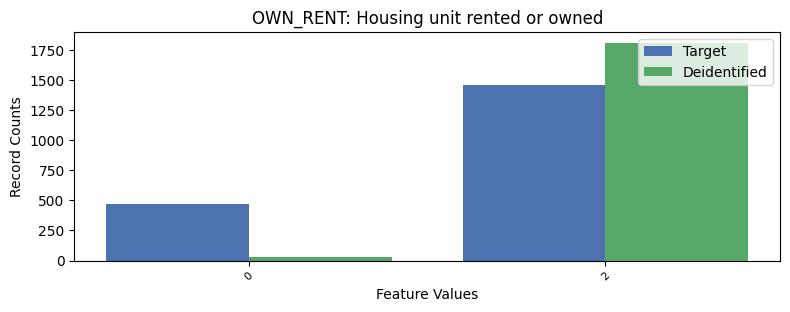 OWN_RENT: Housing unit rented or owned
Target
Deidentified
Record Counts
1750
1500
1250
1000
750
500
250
0
0
2
Feature Values